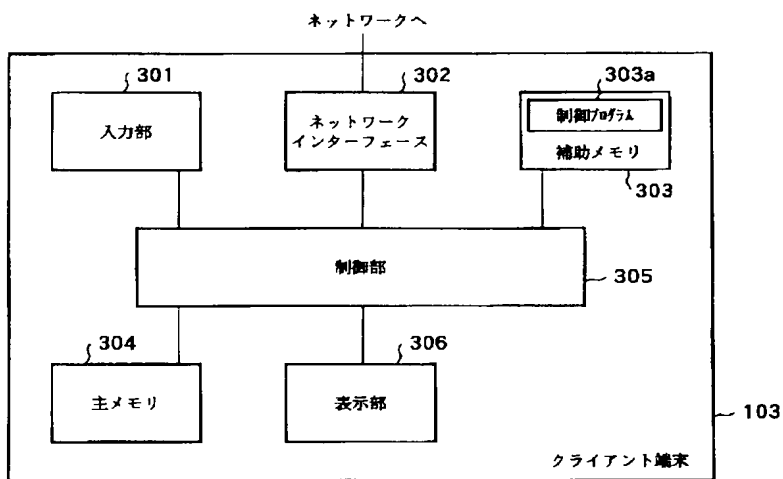 ネットワークへ
301
302
303a
入力部
ネットワーク
インターフェース
制御プログラム
補助メモリ
303
制御部
305
304
306
主メモリ
表示部
103
クライアント端末